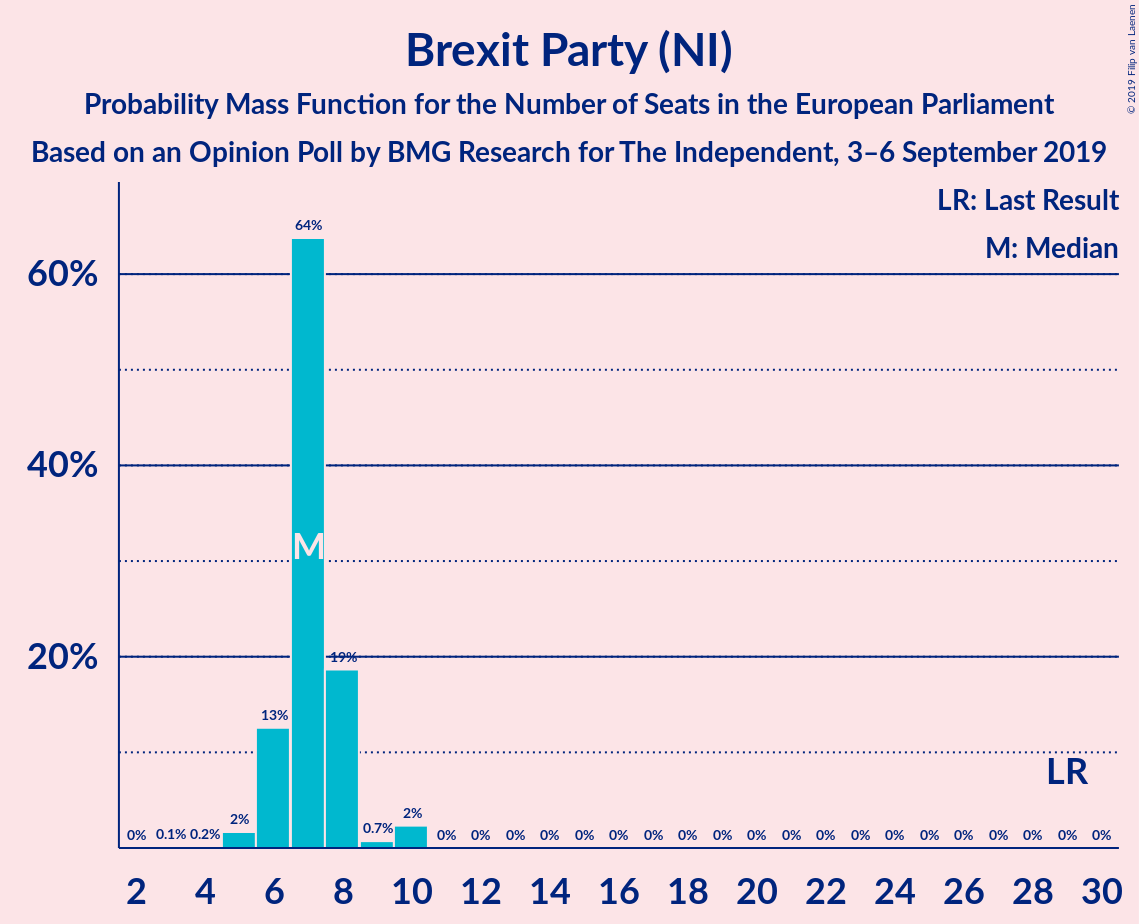 Brexit Party (NI)
Probability Mass Function for the Number of Seats in the European Parliament
Based on an Opinion Poll by BMG Research for The Independent, 3–6 September 2019
© 2019 Filip van Laenen
LR: Last Result
M: Median
64%
60%
40%
M
20%
19%
13%
LR
0% 0.1% 0.2% 2% 0.7% 2% 0% 0% 0% 0% 0% 0% 0% 0% 0% 0% 0% 0% 0% 0% 0% 0% 0% 0% 0% 0%
2 4 6 8 10 12 14 16 18 20 22 24 26 28 30